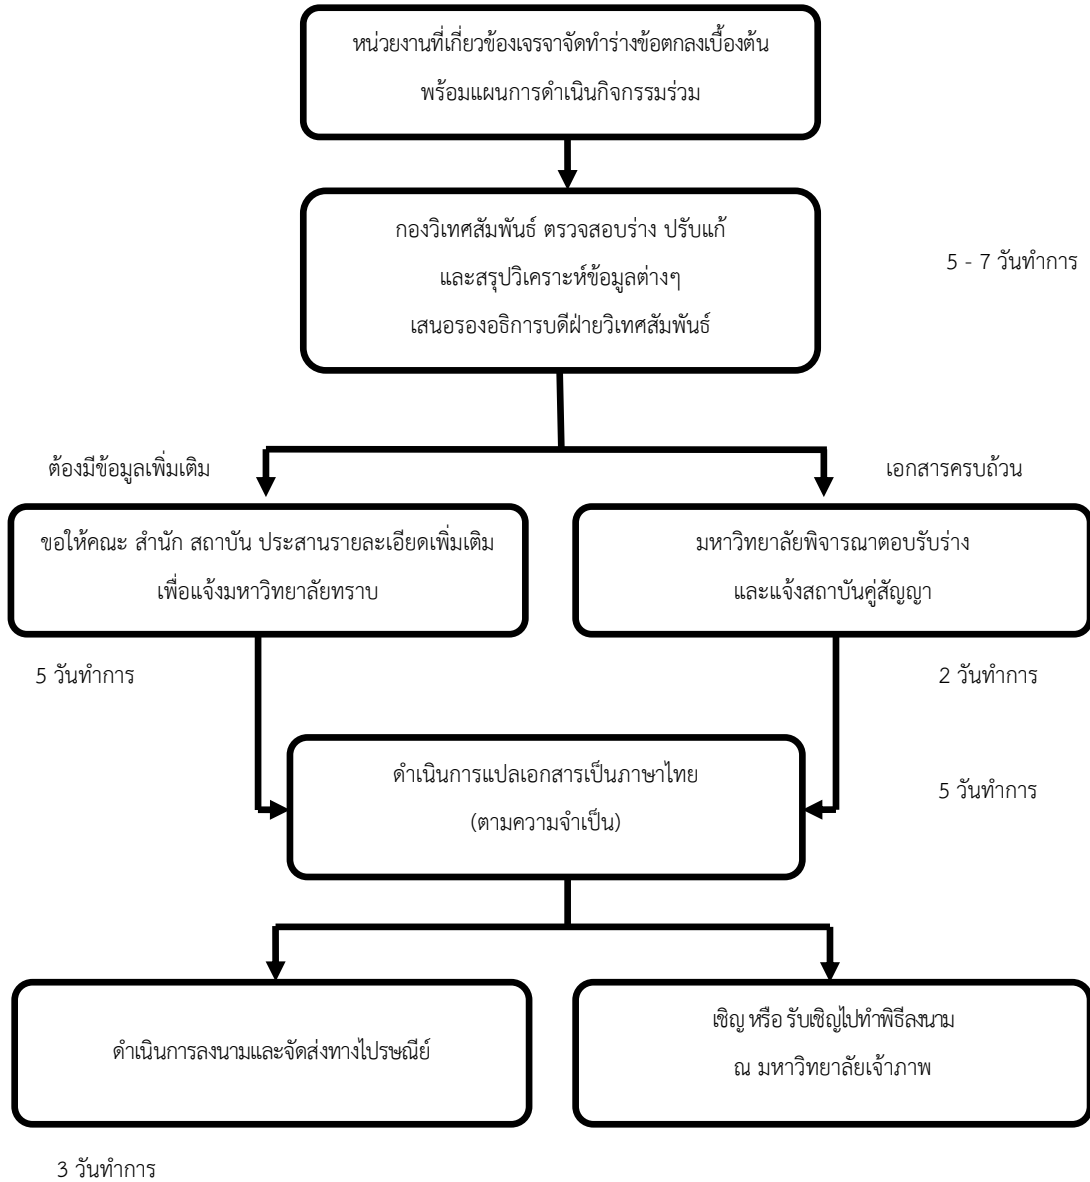 หน่วยงานที่เกี่ยวข้องเจรจาจัดทำร่างข้อตกลงเบื้องต้น
พร้อมแผนการดำเนินกิจกรรมร่วม
กองวิเทศสัมพันธ์ ตรวจสอบร่าง ปรับแก้
และสรุปวิเคราะห์ข้อมูลต่างๆ
เสนอรองอธิการบดีฝ่ายวิเทศสัมพันธ์
5 - 7 วันทำการ
ต้องมีข้อมูลเพิ่มเติม
เอกสารครบถ้วน
ขอให้คณะ สำนัก สถาบัน ประสานรายละเอียดเพิ่มเติม
เพื่อแจ้งมหาวิทยาลัยทราบ
มหาวิทยาลัยพิจารณาตอบรับร่าง
และแจ้งสถาบันคู่สัญญา
5 วันทำการ
2 วันทำการ
ดำเนินการแปลเอกสารเป็นภาษาไทย
(ตามความจำเป็น)
5 วันทำการ
ดำเนินการลงนามและจัดส่งทางไปรษณีย์
เชิญ หรือ รับเชิญไปทำพิธีลงนาม
ณ มหาวิทยาลัยเจ้าภาพ
3 วันทำการ